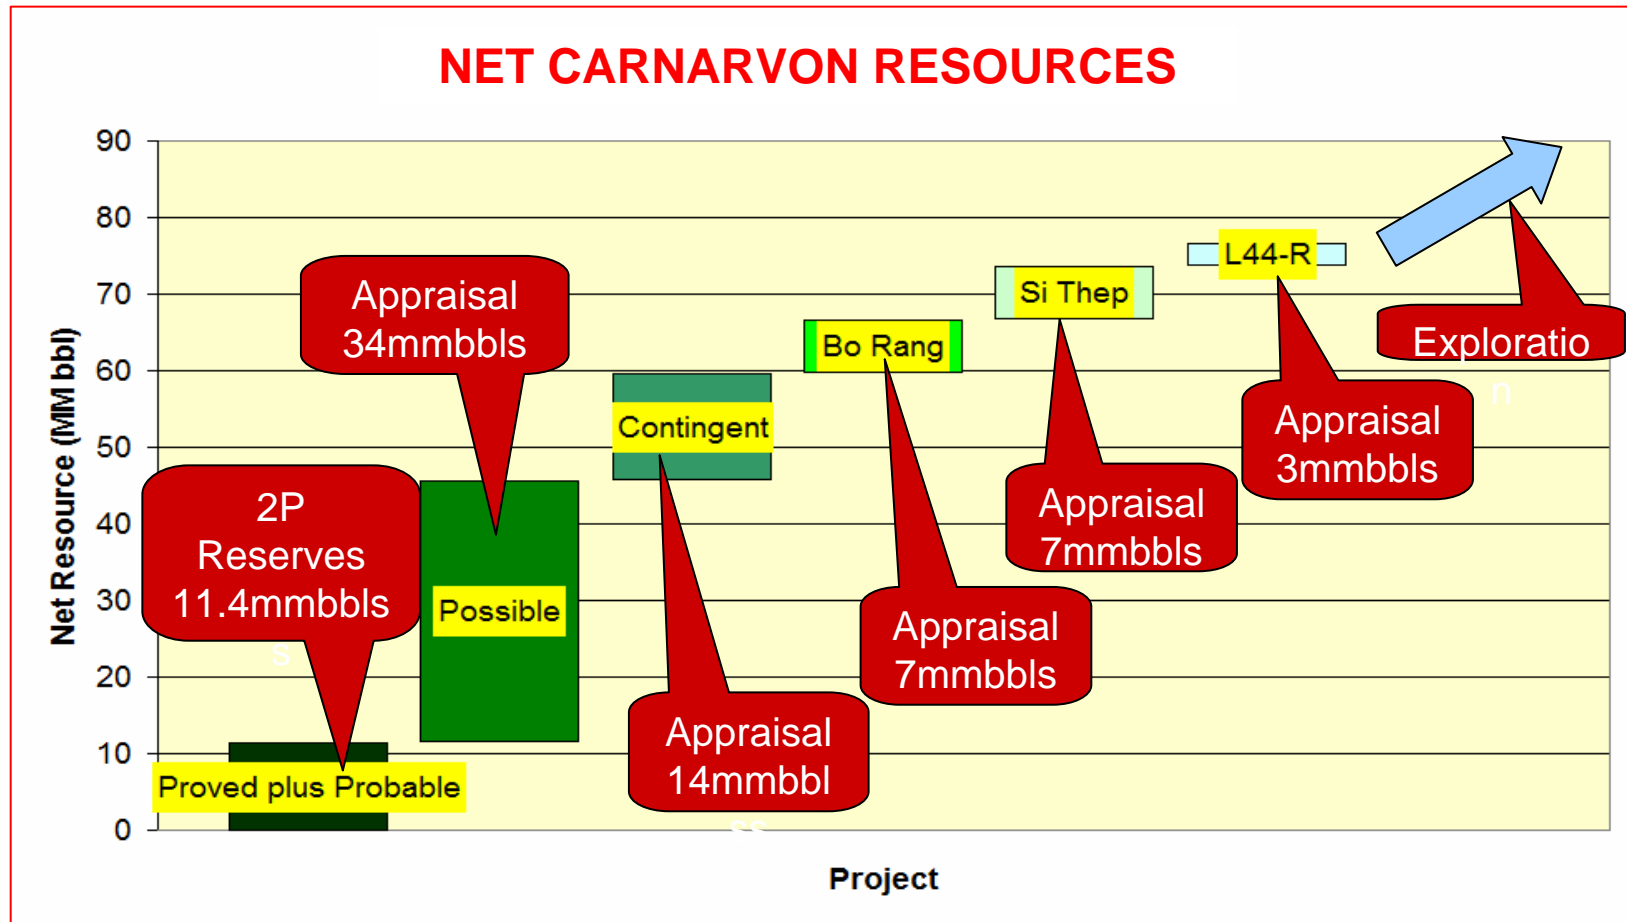 NET CARNARVON RESOURCES
Net Resource (MM bbl)
90
80
70
60
50
40
30
20
10
0
2P
Reserves
11.4mmbbls
s
Proved plus Probable
Appraisal
34mmbbls
Possible
Contingent
Appraisal
14mmbbl
ss
Bo Rang
Appraisal
7mmbbls
Si Thep
Appraisal
7mmbbls
L44-R
Appraisal
3mmbbls
Exploratio
n
Project